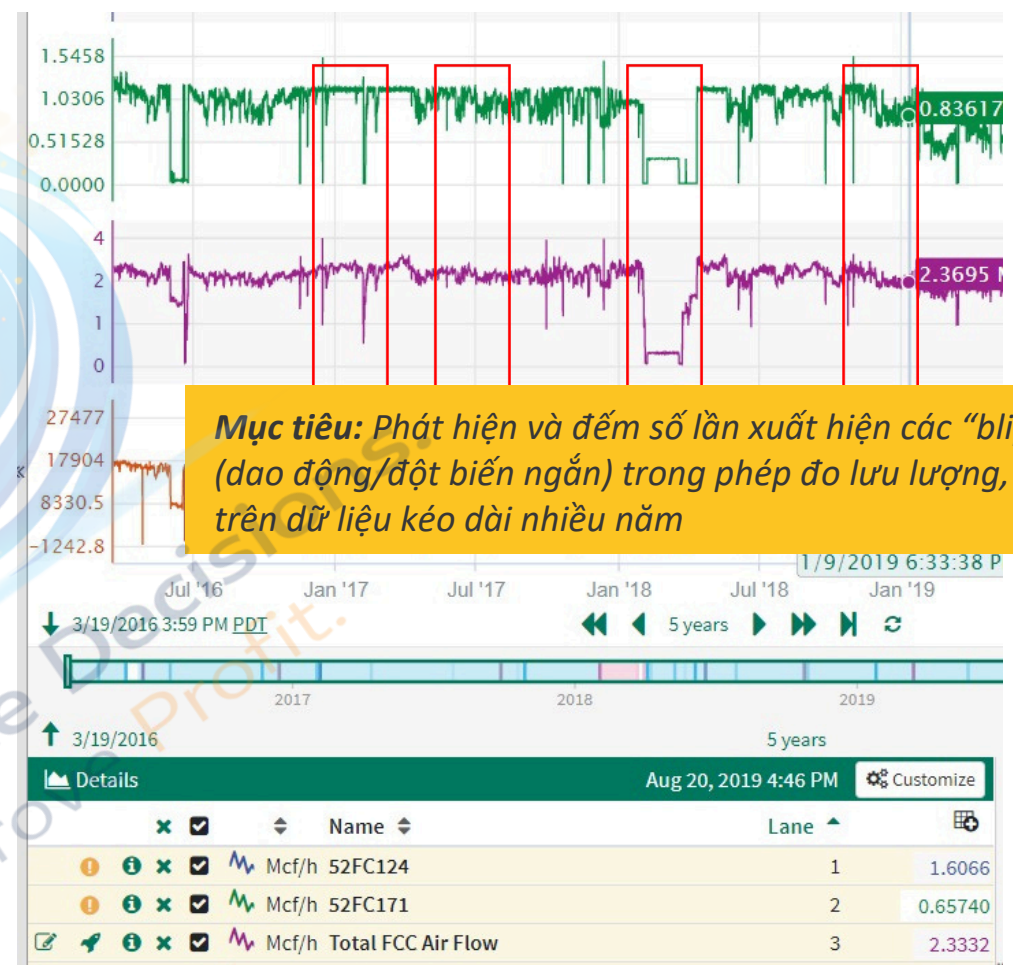 1.5458
1.0306
0.51528
0.0000
0.83617
4
2
1
0
2.3695
27477
17904
8330.5
-1242.8
Mục tiêu: Phát hiện và đếm số lần xuất hiện các “bli
(dao động/đột biến ngắn) trong phép đo lưu lượng,
trên dữ liệu kéo dài nhiều năm
1/9/2019 6:33:38 P
Jul '16 Jan '17 Jul '17 Jan '18 Jul '18 Jan '19
3/19/2016 3:59 PM PDT 5 years
2017 2018 2019
3/19/2016 5 years
Details Aug 20, 2019 4:46 PM Customize
Name Lane
Mcf/h 52FC124 1 1.6066
Mcf/h 52FC171 2 0.65740
Mcf/h Total FCC Air Flow 3 2.3332
Decisions.
Profit.